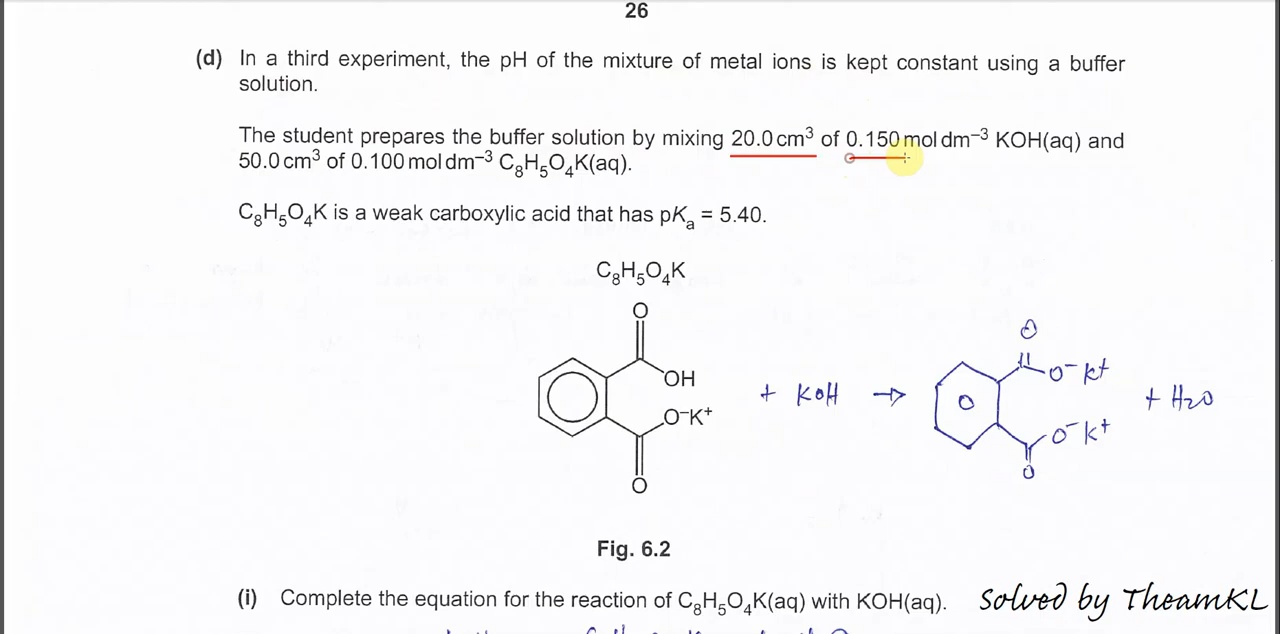 26
(d) In a third experiment, the pH of the mixture of metal ions is kept constant using a buffer
solution.
The student prepares the buffer solution by mixing 20.0 cm³ of 0.150 mol dm⁻³ KOH(aq) and
50.0 cm³ of 0.100 mol dm⁻³ C₈H₅O₄K(aq).
C₈H₅O₄K is a weak carboxylic acid that has pKₐ = 5.40.
C₈H₅O₄K
O
OH
O⁻K⁺
O
+ KOH →
O
O⁻K⁺
O⁻K⁺
O
+ H₂O
Fig. 6.2
(i) Complete the equation for the reaction of C₈H₅O₄K(aq) with KOH(aq).
Solved by TheamKL